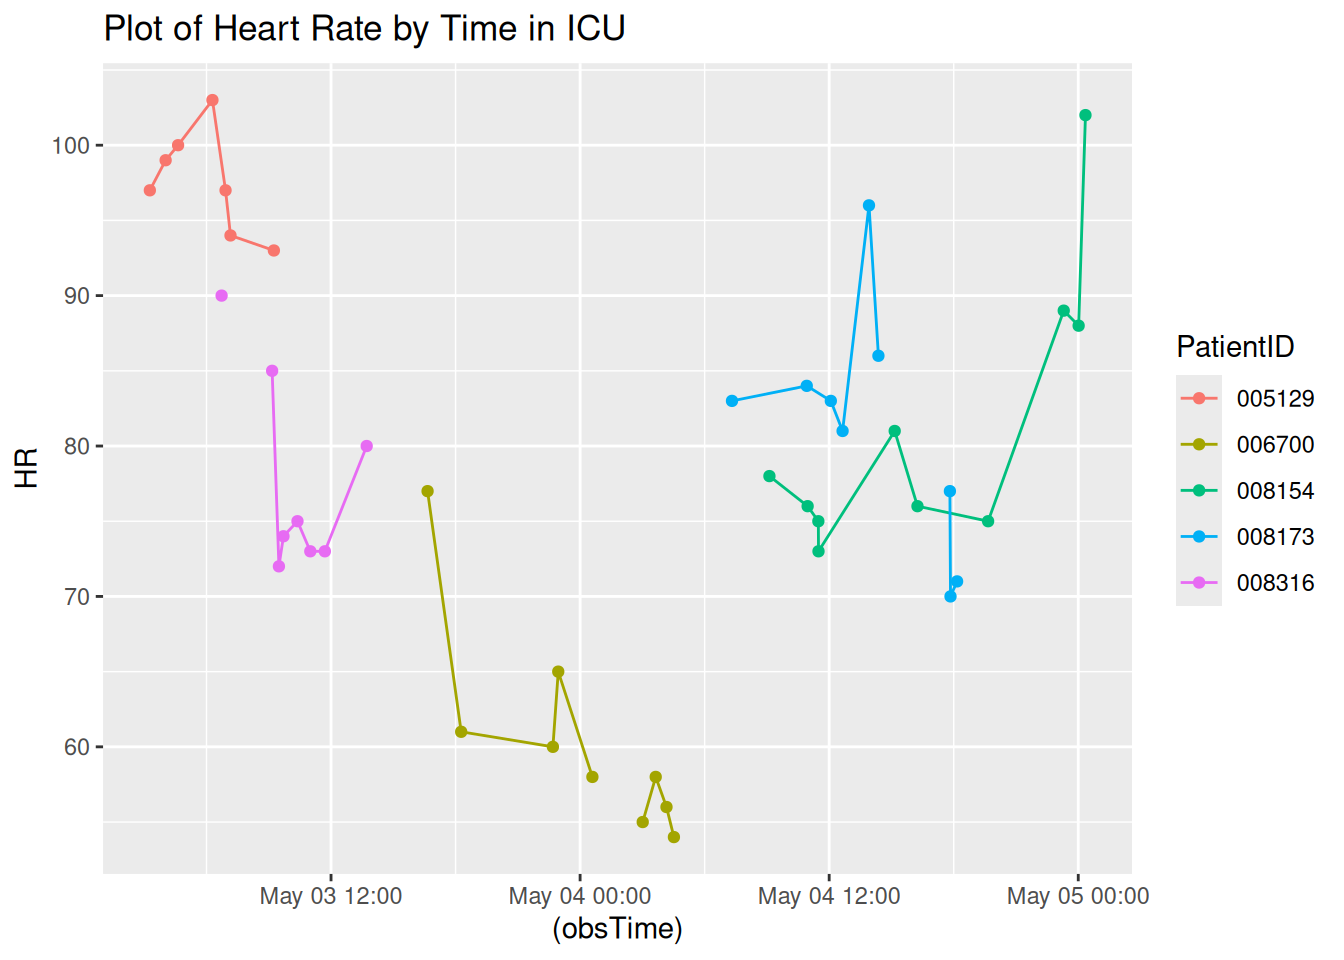 Plot of Heart Rate by Time in ICU
HR
100
90
80
70
60
May 03 12:00
May 04 00:00
May 04 12:00
May 05 00:00
(obsTime)
PatientID
005129
006700
008154
008173
008316